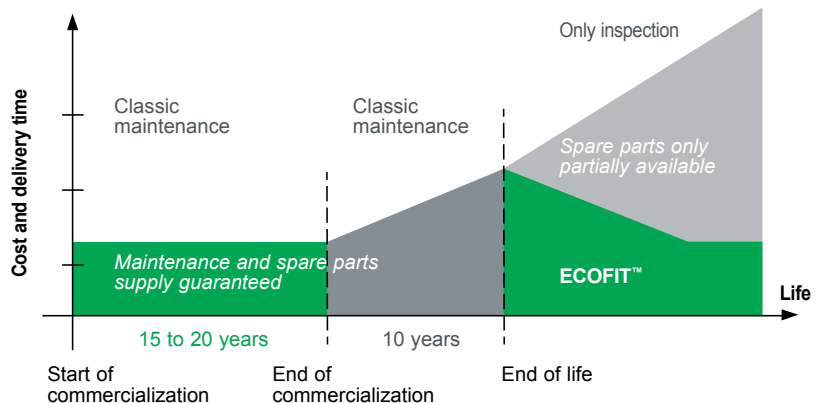 Only inspection
Classic
maintenance
Classic
maintenance
Cost and delivery time
Spare parts only
partially available
Maintenance and spare parts
supply guaranteed
ECOFIT™
Life
15 to 20 years
10 years
Start of
commercialization
End of
commercialization
End of life